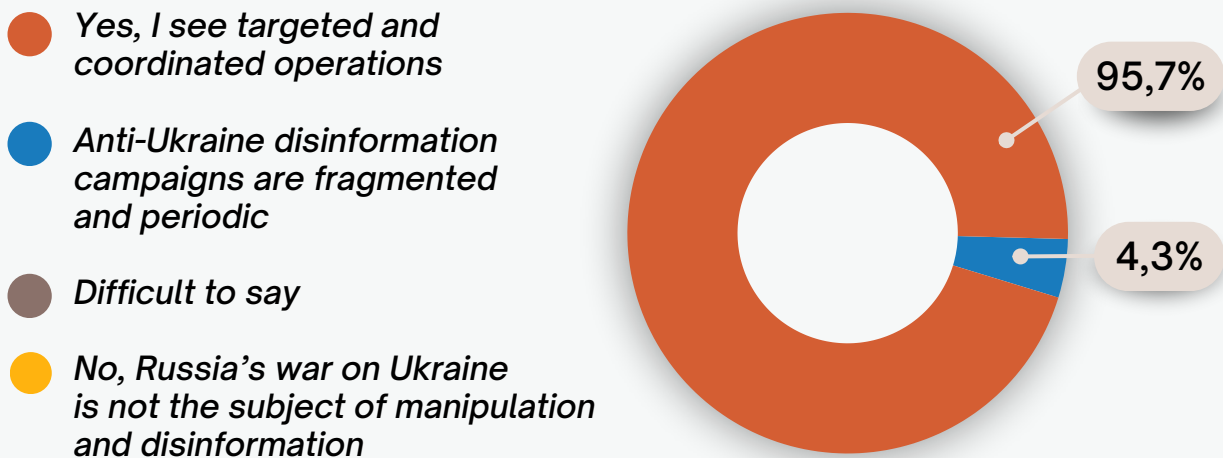 Yes, I see targeted and
coordinated operations
Anti-Ukraine disinformation
campaigns are fragmented
and periodic
Difficult to say
No, Russia’s war on Ukraine
is not the subject of manipulation
and disinformation
95,7%
4,3%